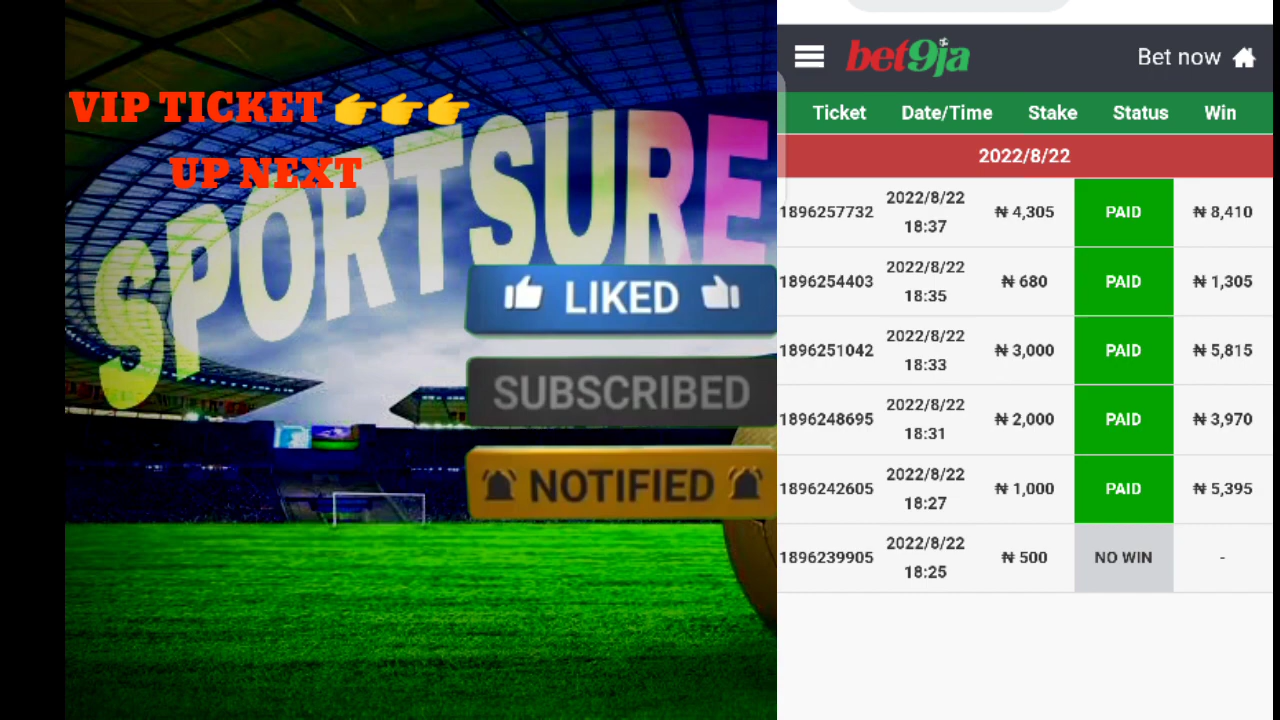 VIP TICKET 👉👉👉
UP NEXT
SPORTSURE
LIKED
SUBSCRIBED
NOTIFIED
bet9ja
Bet now
Ticket Date/Time Stake Status Win
2022/8/22
1896257732 2022/8/22 18:37 ₦ 4,305 PAID ₦ 8,410
1896254403 2022/8/22 18:35 ₦ 680 PAID ₦ 1,305
1896251042 2022/8/22 18:33 ₦ 3,000 PAID ₦ 5,815
1896248695 2022/8/22 18:31 ₦ 2,000 PAID ₦ 3,970
1896242605 2022/8/22 18:27 ₦ 1,000 PAID ₦ 5,395
1896239905 2022/8/22 18:25 ₦ 500 NO WIN -